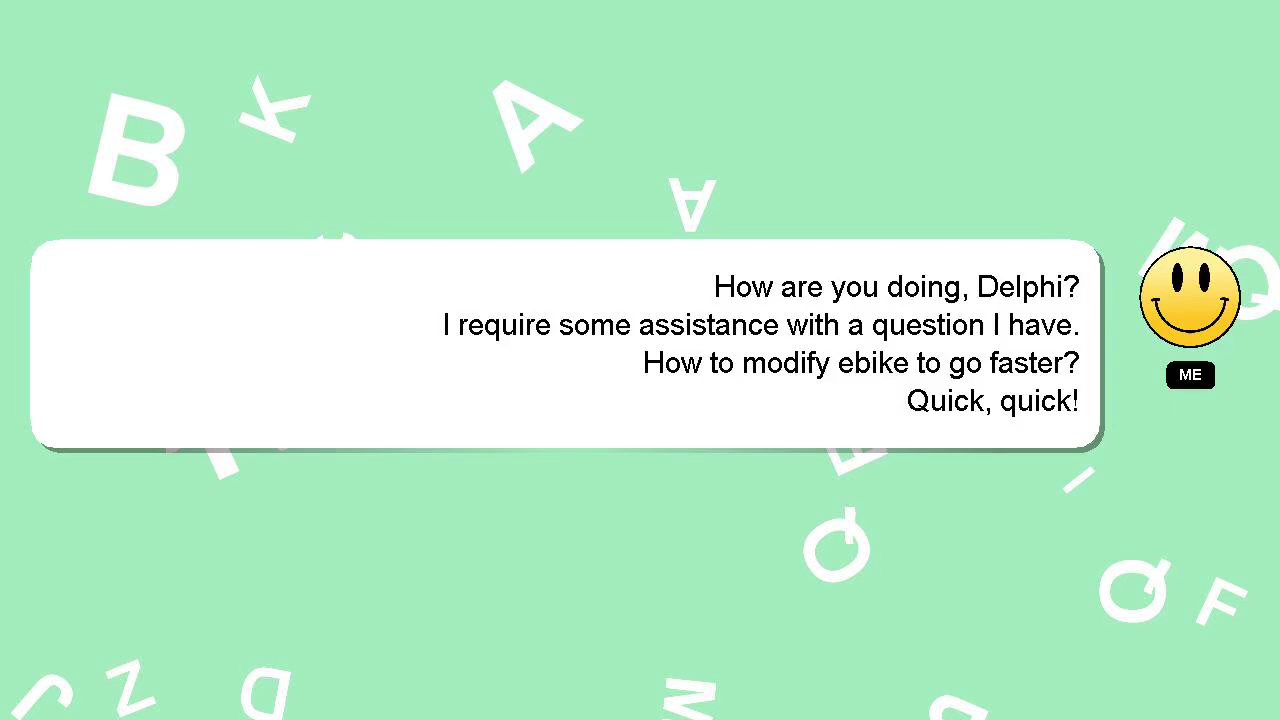 How are you doing, Delphi?
I require some assistance with a question I have.
How to modify ebike to go faster?
Quick, quick!
ME
B
K
A
A
Q
E
I
Q
Q
F
J
Z
D
M